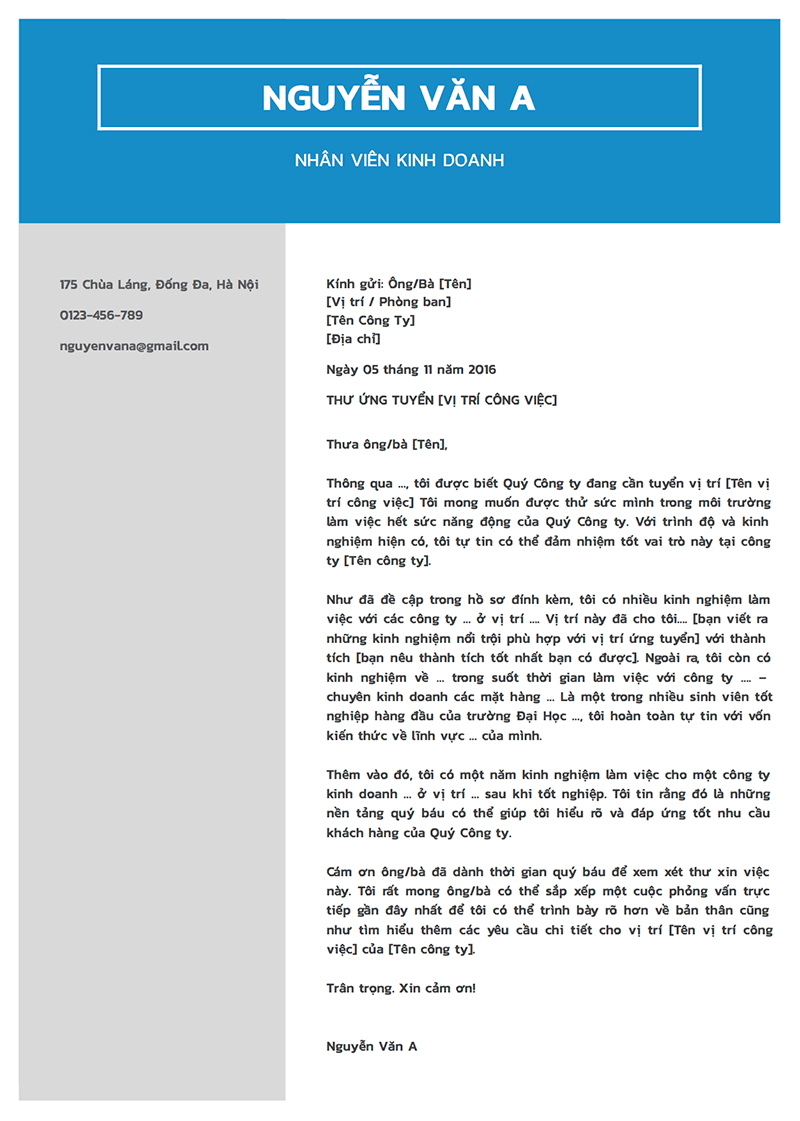 NGUYỄN VĂN A
NHÂN VIÊN KINH DOANH
175 Chùa Láng, Đống Đa, Hà Nội
0123-456-789
nguyenvana@gmail.com
Kính gửi: Ông/Bà [Tên]
[Vị trí / Phòng ban]
[Tên Công Ty]
[Địa chỉ]
Ngày 05 tháng 11 năm 2016
THƯ ỨNG TUYỂN [VỊ TRÍ CÔNG VIỆC]
Thưa ông/bà [Tên],
Thông qua ..., tôi được biết Quý Công ty đang cần tuyển vị trí [Tên vị
trí công việc] Tôi mong muốn được thử sức mình trong môi trường
làm việc hết sức năng động của Quý Công ty. Với trình độ và kinh
nghiệm hiện có, tôi tự tin có thể đảm nhiệm tốt vai trò này tại công
ty [Tên công ty].
Như đã đề cập trong hồ sơ đính kèm, tôi có nhiều kinh nghiệm làm
việc với các công ty ... ở vị trí .... Vị trí này đã cho tôi.... [bạn viết ra
những kinh nghiệm nổi trội phù hợp với vị trí ứng tuyển] với thành
tích [bạn nêu thành tích tốt nhất bạn có được]. Ngoài ra, tôi còn có
kinh nghiệm về ... trong suốt thời gian làm việc với công ty .... –
chuyên kinh doanh các mặt hàng ... Là một trong nhiều sinh viên tốt
nghiệp hàng đầu của trường Đại Học ..., tôi hoàn toàn tự tin với vốn
kiến thức về lĩnh vực ... của mình.
Thêm vào đó, tôi có một năm kinh nghiệm làm việc cho một công ty
kinh doanh ... ở vị trí ... sau khi tốt nghiệp. Tôi tin rằng đó là những
nền tảng quý báu có thể giúp tôi hiểu rõ và đáp ứng tốt nhu cầu
khách hàng của Quý Công ty.
Cám ơn ông/bà đã dành thời gian quý báu để xem xét thư xin việc
này. Tôi rất mong ông/bà có thể sắp xếp một cuộc phỏng vấn trực
tiếp gần đây nhất để tôi có thể trình bày rõ hơn về bản thân cũng
như tìm hiểu thêm các yêu cầu chi tiết cho vị trí [Tên vị trí công
việc] của [Tên công ty].
Trân trọng. Xin cảm ơn!
Nguyễn Văn A